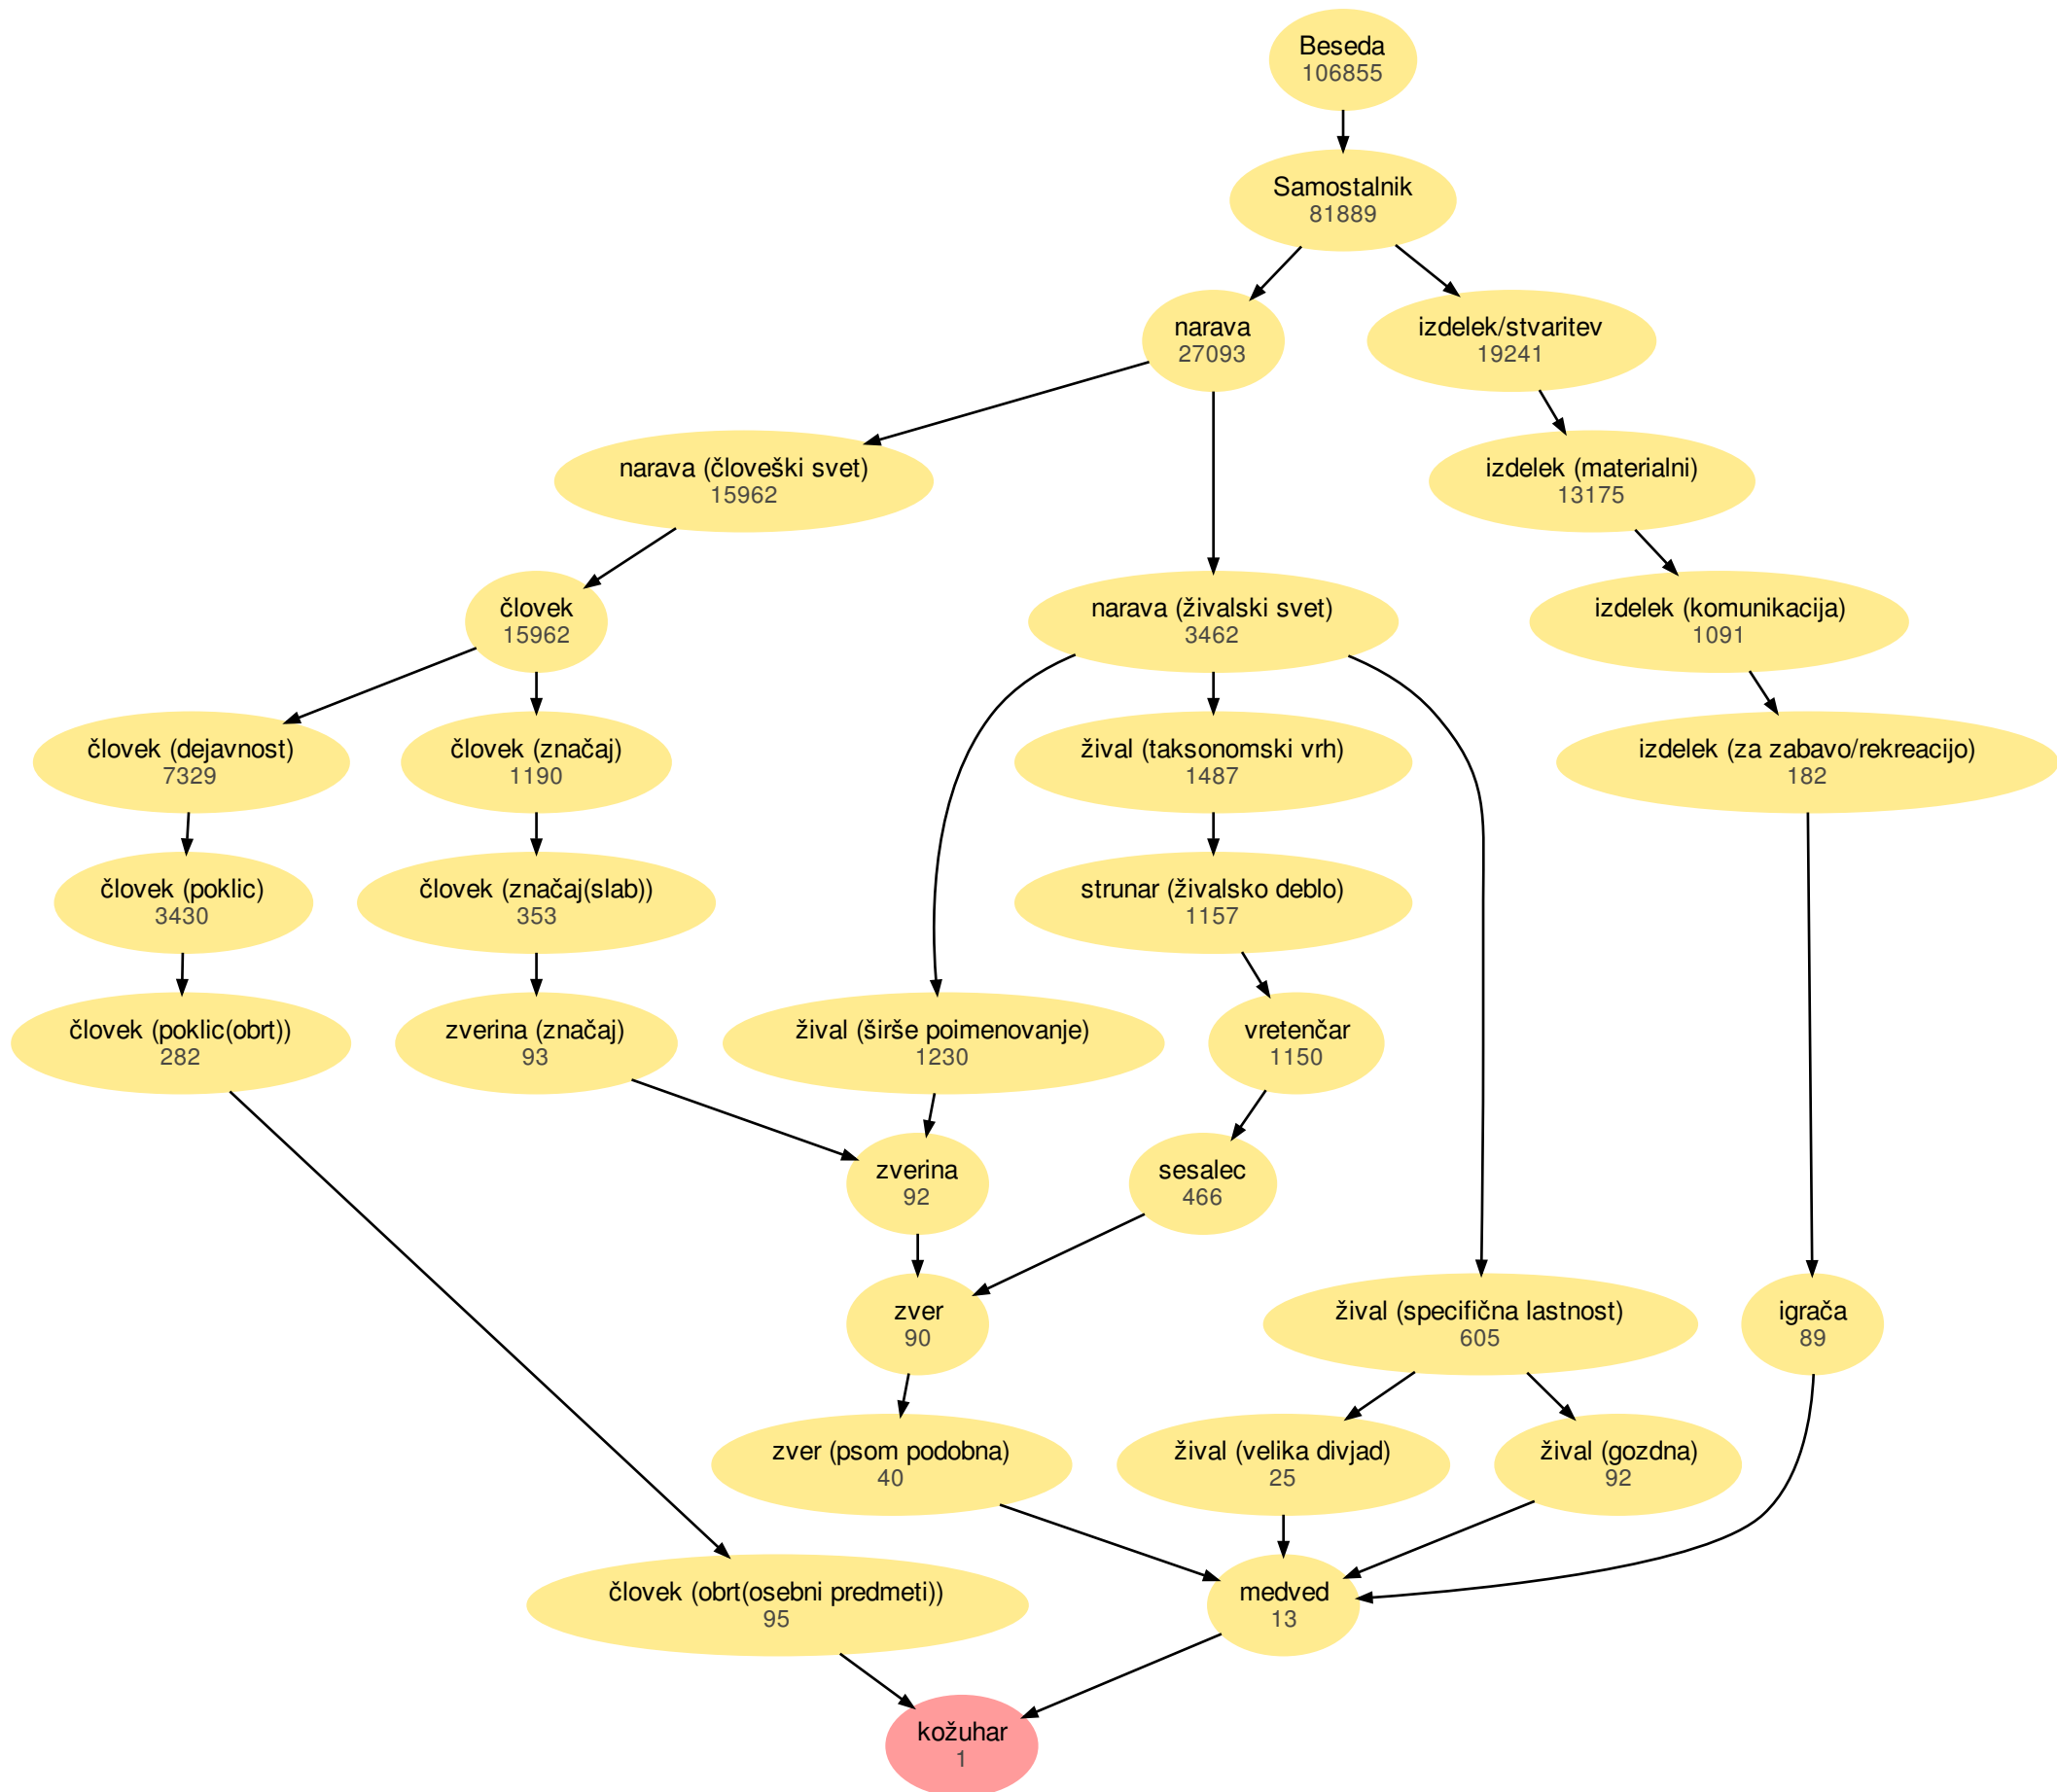 Beseda
106855
Samostalnik
81889
narava
27093
izdelek/stvaritev
19241
narava (človeški svet)
15962
izdelek (materialni)
13175
človek
15962
narava (živalski svet)
3462
izdelek (komunikacija)
1091
človek (dejavnost)
7329
človek (značaj)
1190
žival (taksonomski vrh)
1487
izdelek (za zabavo/rekreacijo)
182
človek (poklic)
3430
človek (značaj(slab))
353
strunar (živalsko deblo)
1157
človek (poklic(obrt))
282
zverina (značaj)
93
žival (širše poimenovanje)
1230
vretenčar
1150
zverina
92
sesalec
466
zver
90
žival (specifična lastnost)
605
igrača
89
zver (psom podobna)
40
žival (velika divjad)
25
žival (gozdna)
92
človek (obrt(osebni predmeti))
95
medved
13
kožuhar
1